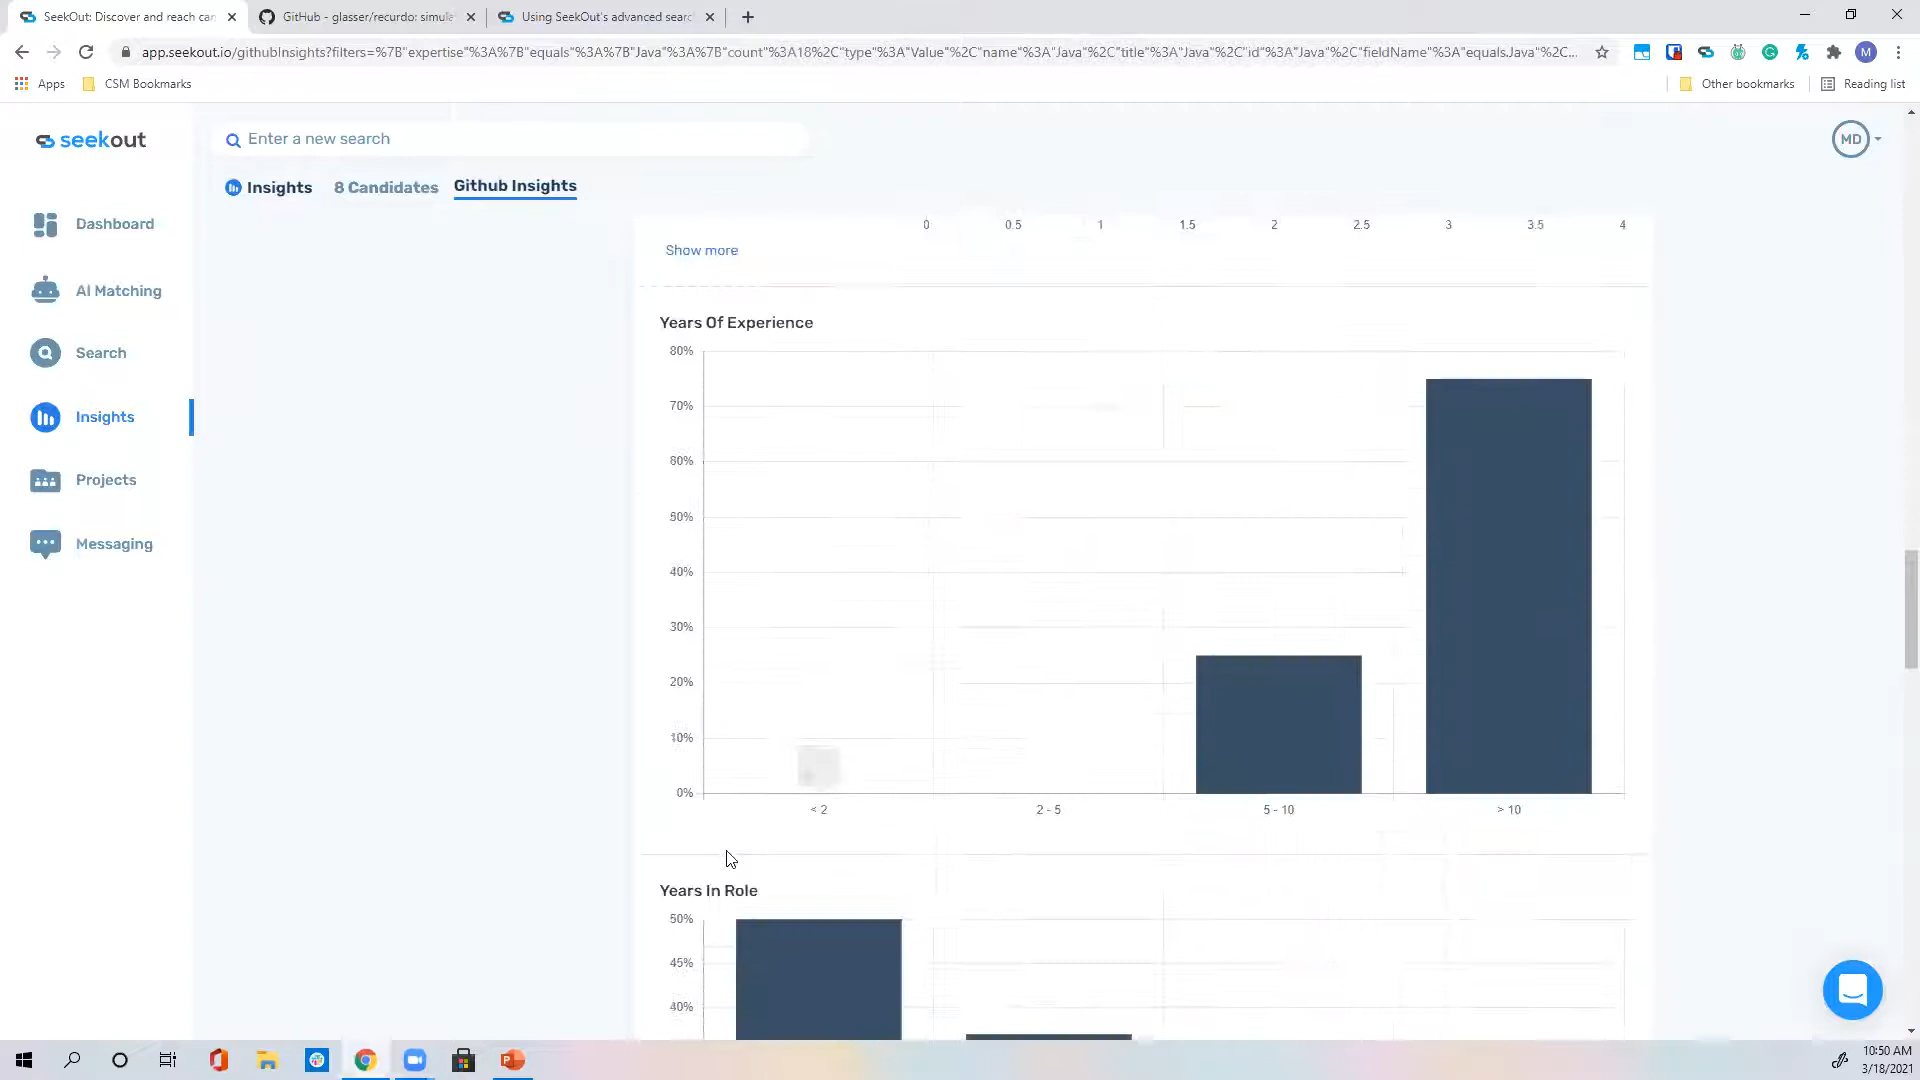 SeekOut: Discover and reach can
GitHub - glasser/recurdo: simula
Using SeekOut's advanced searc
app.seekout.io/githubInsights?filters=%7B"expertise"%3A%7B"equals"%3A%7B"Java"%3A%7B"count"%3A18%2C"type"%3A"Value"%2C"name"%3A"Java"%2C"title"%3A"Java"%2C"id"%3A"Java"%2C"fieldName"%3A"equals.Java"%2C...
M
Apps
CSM Bookmarks
Other bookmarks
Reading list
seekout
Enter a new search
MD
Insights
8 Candidates
Github Insights
Dashboard
AI Matching
Search
Insights
Projects
Messaging
0 0.5 1 1.5 2 2.5 3 3.5 4
Show more
Years Of Experience
80%
70%
60%
50%
40%
30%
20%
10%
0%
< 2 2 - 5 5 - 10 > 10
Years In Role
50%
45%
40%
10:50 AM
3/18/2021